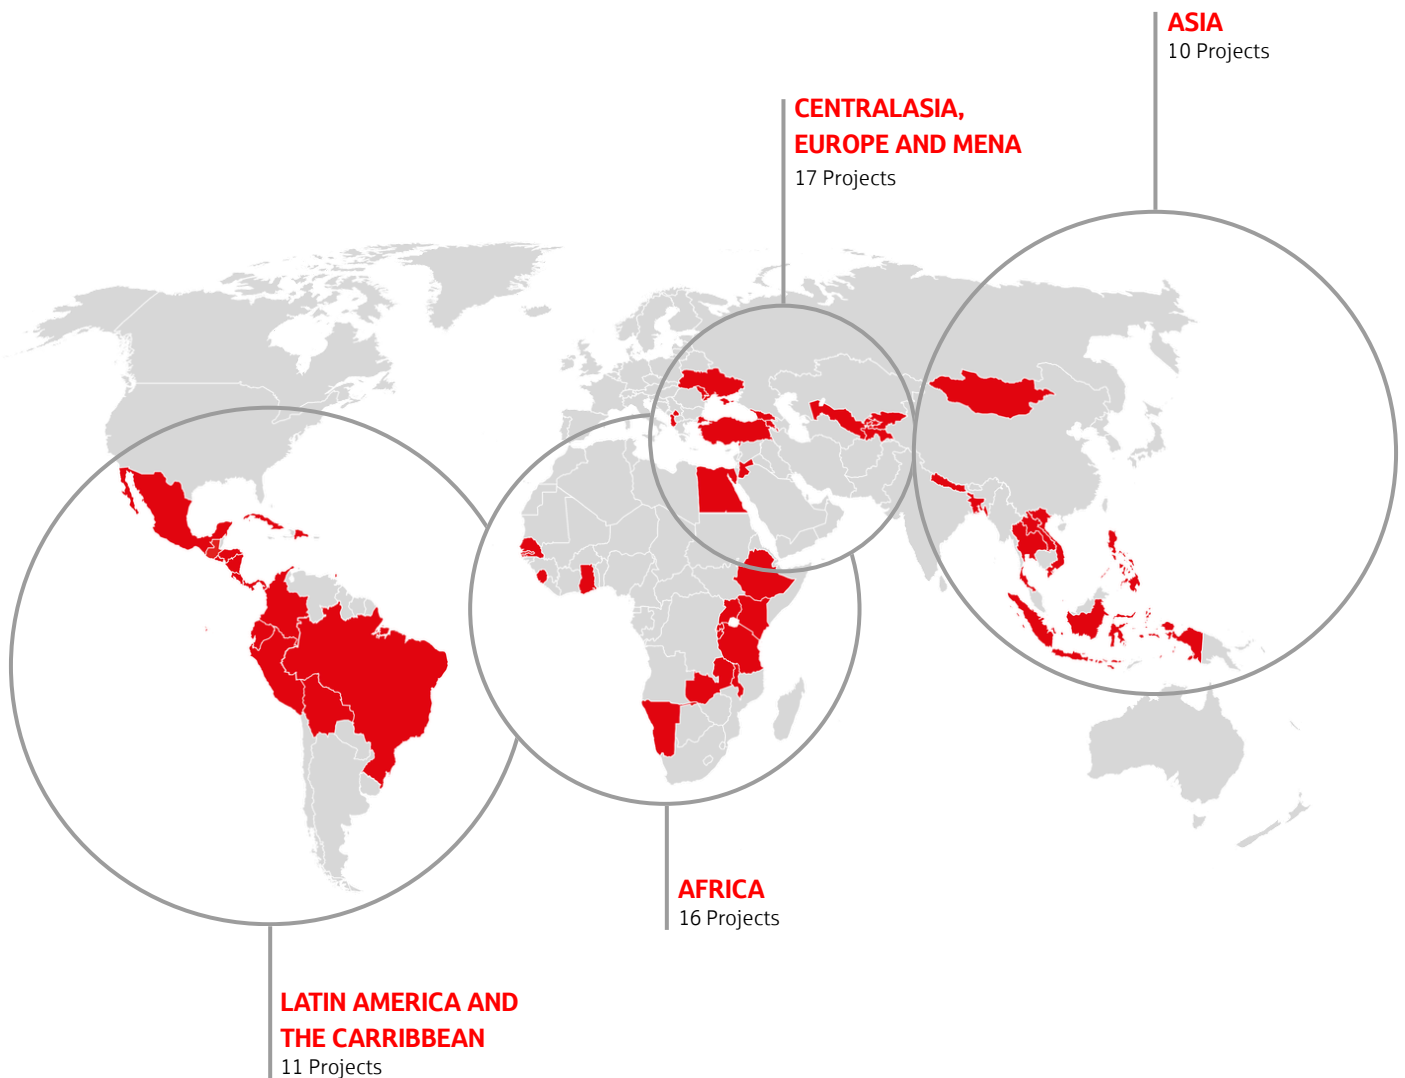 ASIA
10 Projects
CENTRALASIA,
EUROPE AND MENA
17 Projects
AFRICA
16 Projects
LATIN AMERICA AND
THE CARRIBBEAN
11 Projects